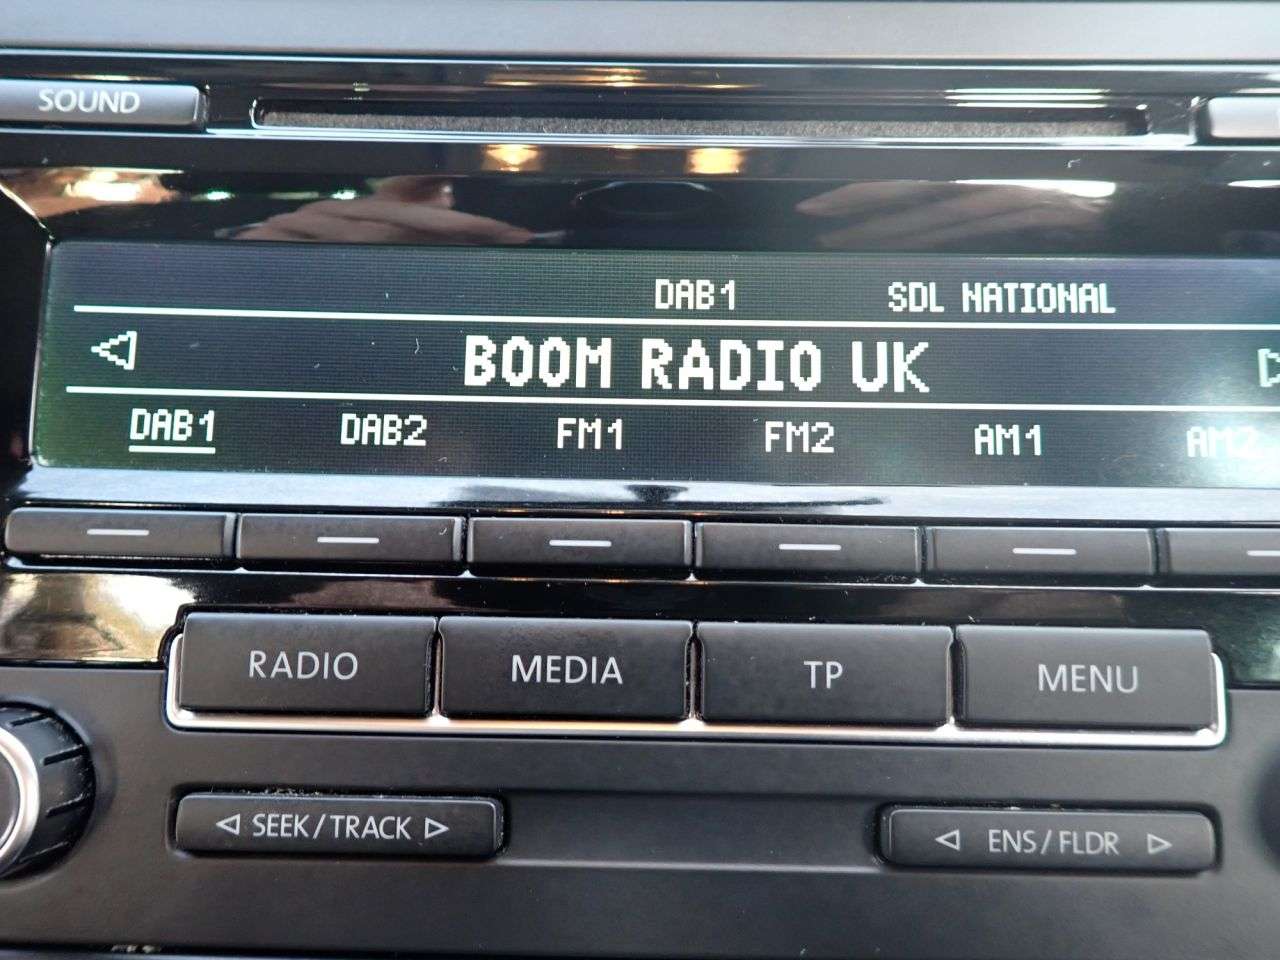 SOUND
DAB1 SDL NATIONAL
BOOM RADIO UK
DAB1 DAB2 FM1 FM2 AM1 AM2
RADIO MEDIA TP MENU
SEEK/TRACK ENS/FLDR